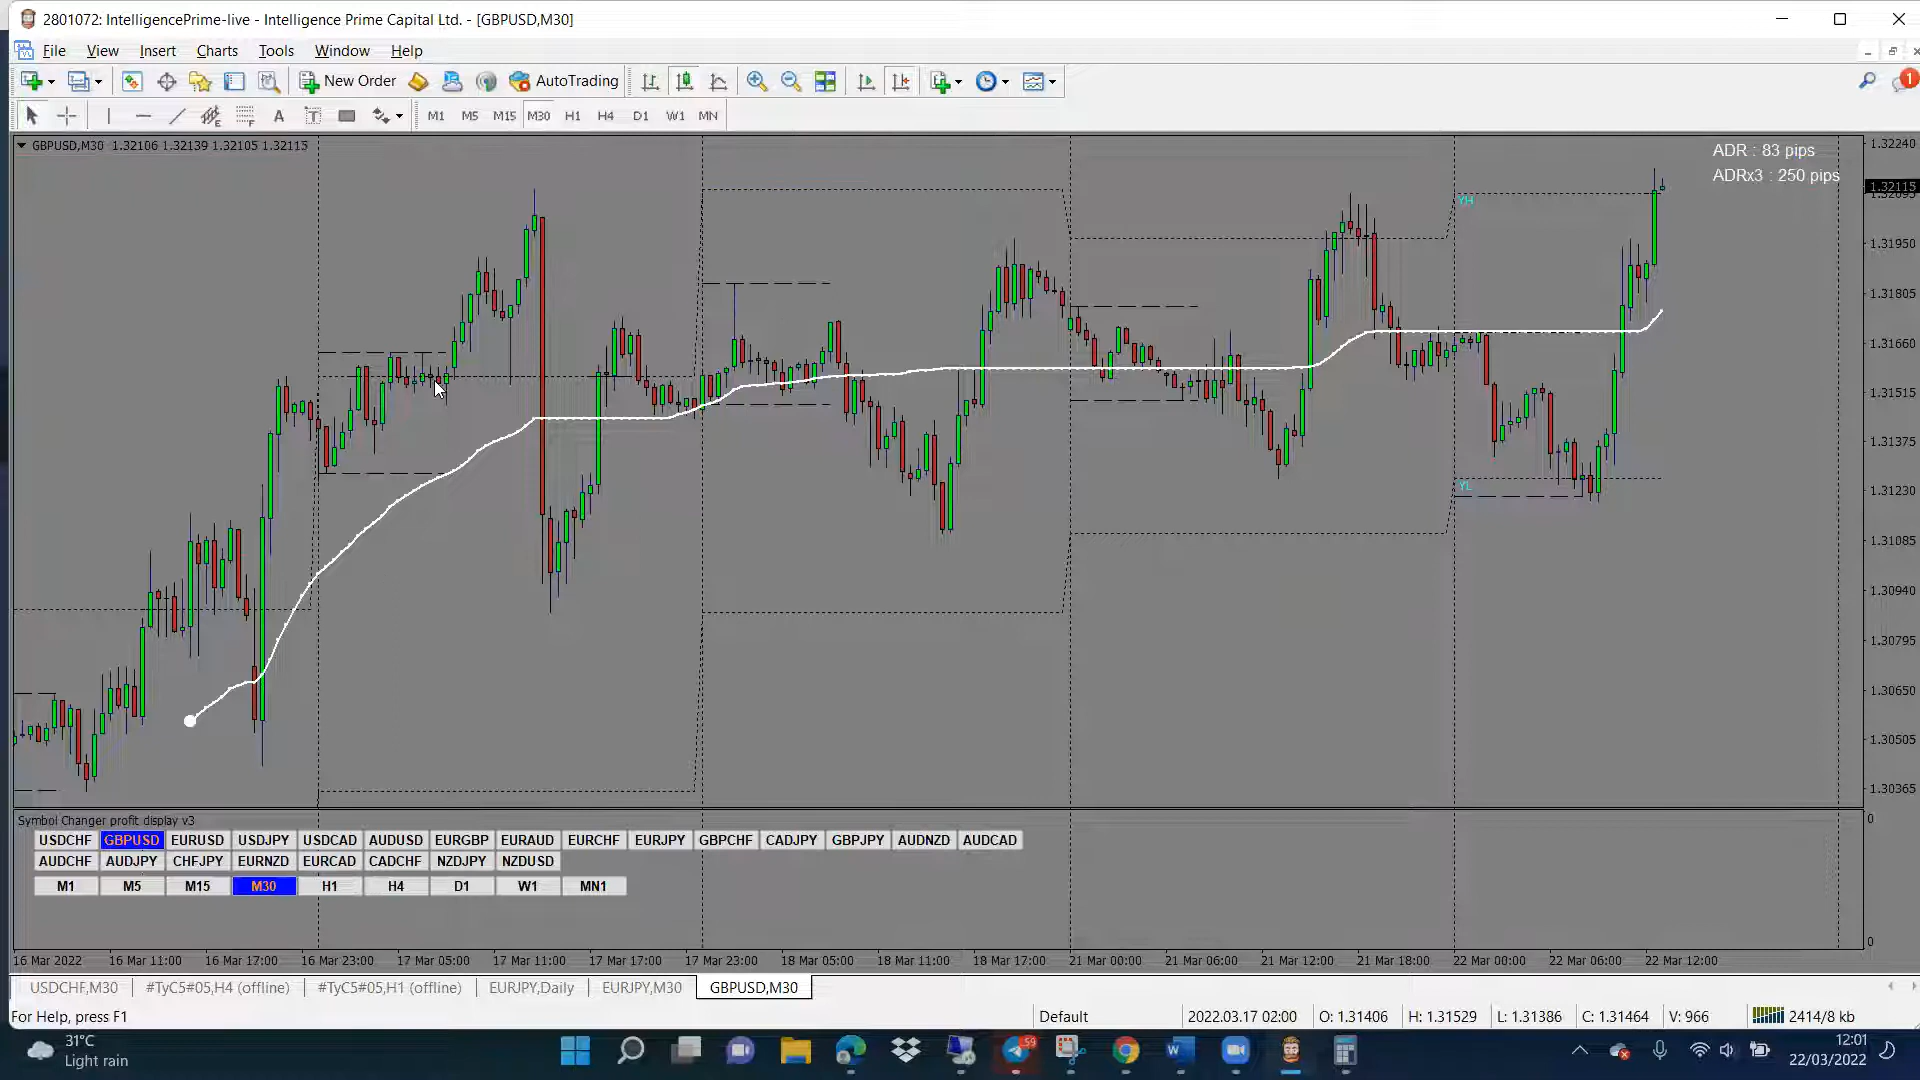 2801072: IntelligencePrime-live - Intelligence Prime Capital Ltd. - [GBPUSD,M30]
File View Insert Charts Tools Window Help
New Order AutoTrading 1
A T M1 M5 M15 M30 H1 H4 D1 W1 MN
GBPUSD,M30 1.32106 1.32139 1.32105 1.32115
ADR : 83 pips
ADRx3 : 250 pips
1.32240
1.32115
1.32095
1.31950
1.31805
1.31660
1.31515
1.31375
1.31230
1.31085
1.30940
1.30795
1.30650
1.30505
1.30365
YH
YL
Symbol Changer profit display v3
0
USDCHF GBPUSD EURUSD USDJPY USDCAD AUDUSD EURGBP EURAUD EURCHF EURJPY GBPCHF CADJPY GBPJPY AUDNZD AUDCAD
AUDCHF AUDJPY CHFJPY EURNZD EURCAD CADCHF NZDJPY NZDUSD
M1 M5 M15 M30 H1 H4 D1 W1 MN1
0
16 Mar 2022 16 Mar 11:00 16 Mar 17:00 16 Mar 23:00 17 Mar 05:00 17 Mar 11:00 17 Mar 17:00 17 Mar 23:00 18 Mar 05:00 18 Mar 11:00 18 Mar 17:00 21 Mar 00:00 21 Mar 06:00 21 Mar 12:00 21 Mar 18:00 22 Mar 00:00 22 Mar 06:00 22 Mar 12:00
USDCHF,M30 #TyC5#05,H4 (offline) #TyC5#05,H1 (offline) EURJPY,Daily EURJPY,M30 GBPUSD,M30
For Help, press F1 Default 2022.03.17 02:00 O: 1.31406 H: 1.31529 L: 1.31386 C: 1.31464 V: 966 2414/8 kb
31°C
Light rain
59
12:01
22/03/2022